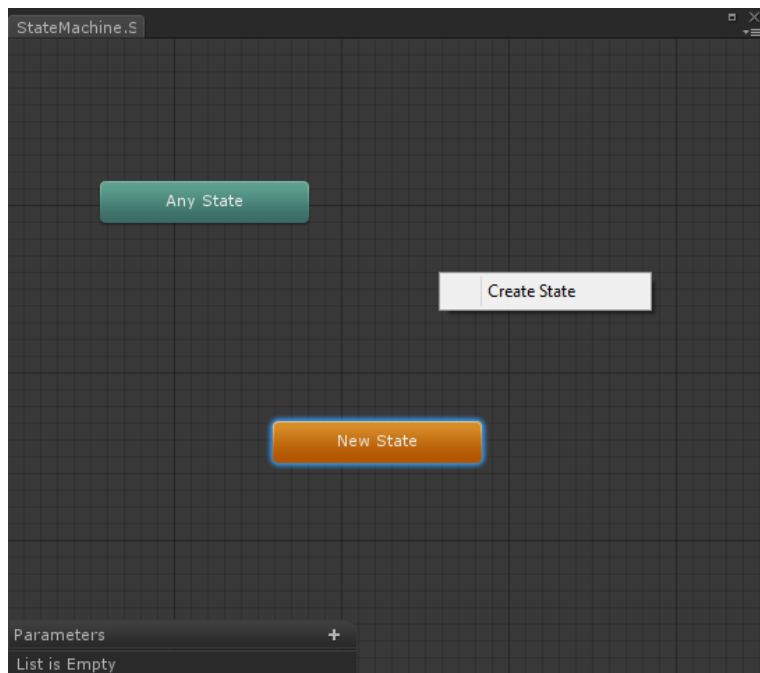 StateMachine.S
Any State
Create State
New State
Parameters
List is Empty